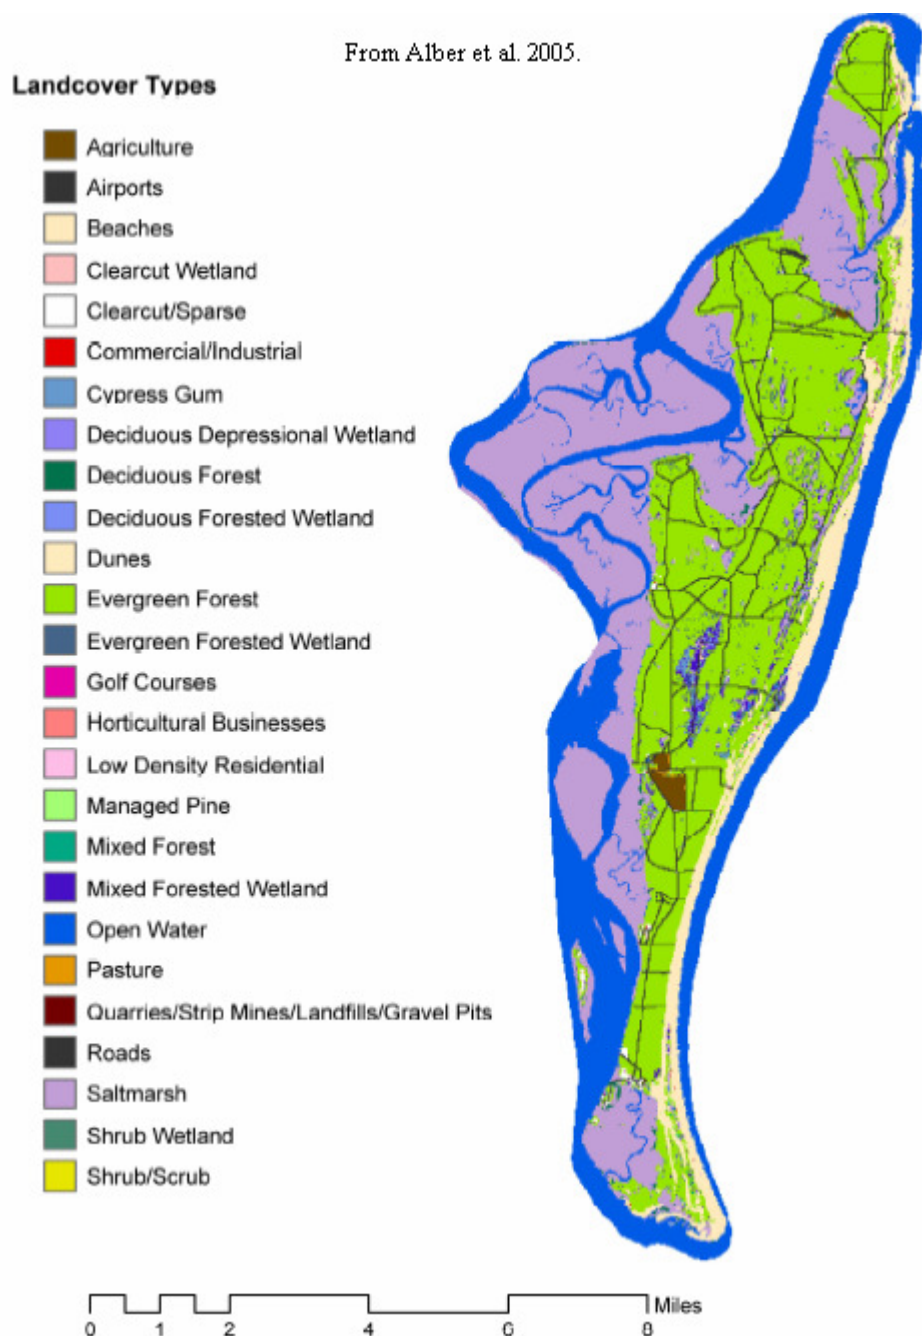 From Alber et al. 2005.
Landcover Types
Agriculture
Airports
Beaches
Clearcut Wetland
Clearcut/Sparse
Commercial/Industrial
Cypress Gum
Deciduous Depressional Wetland
Deciduous Forest
Deciduous Forested Wetland
Dunes
Evergreen Forest
Evergreen Forested Wetland
Golf Courses
Horticultural Businesses
Low Density Residential
Managed Pine
Mixed Forest
Mixed Forested Wetland
Open Water
Pasture
Quarries/Strip Mines/Landfills/Gravel Pits
Roads
Saltmarsh
Shrub Wetland
Shrub/Scrub
Miles
0 1 2 4 6 8